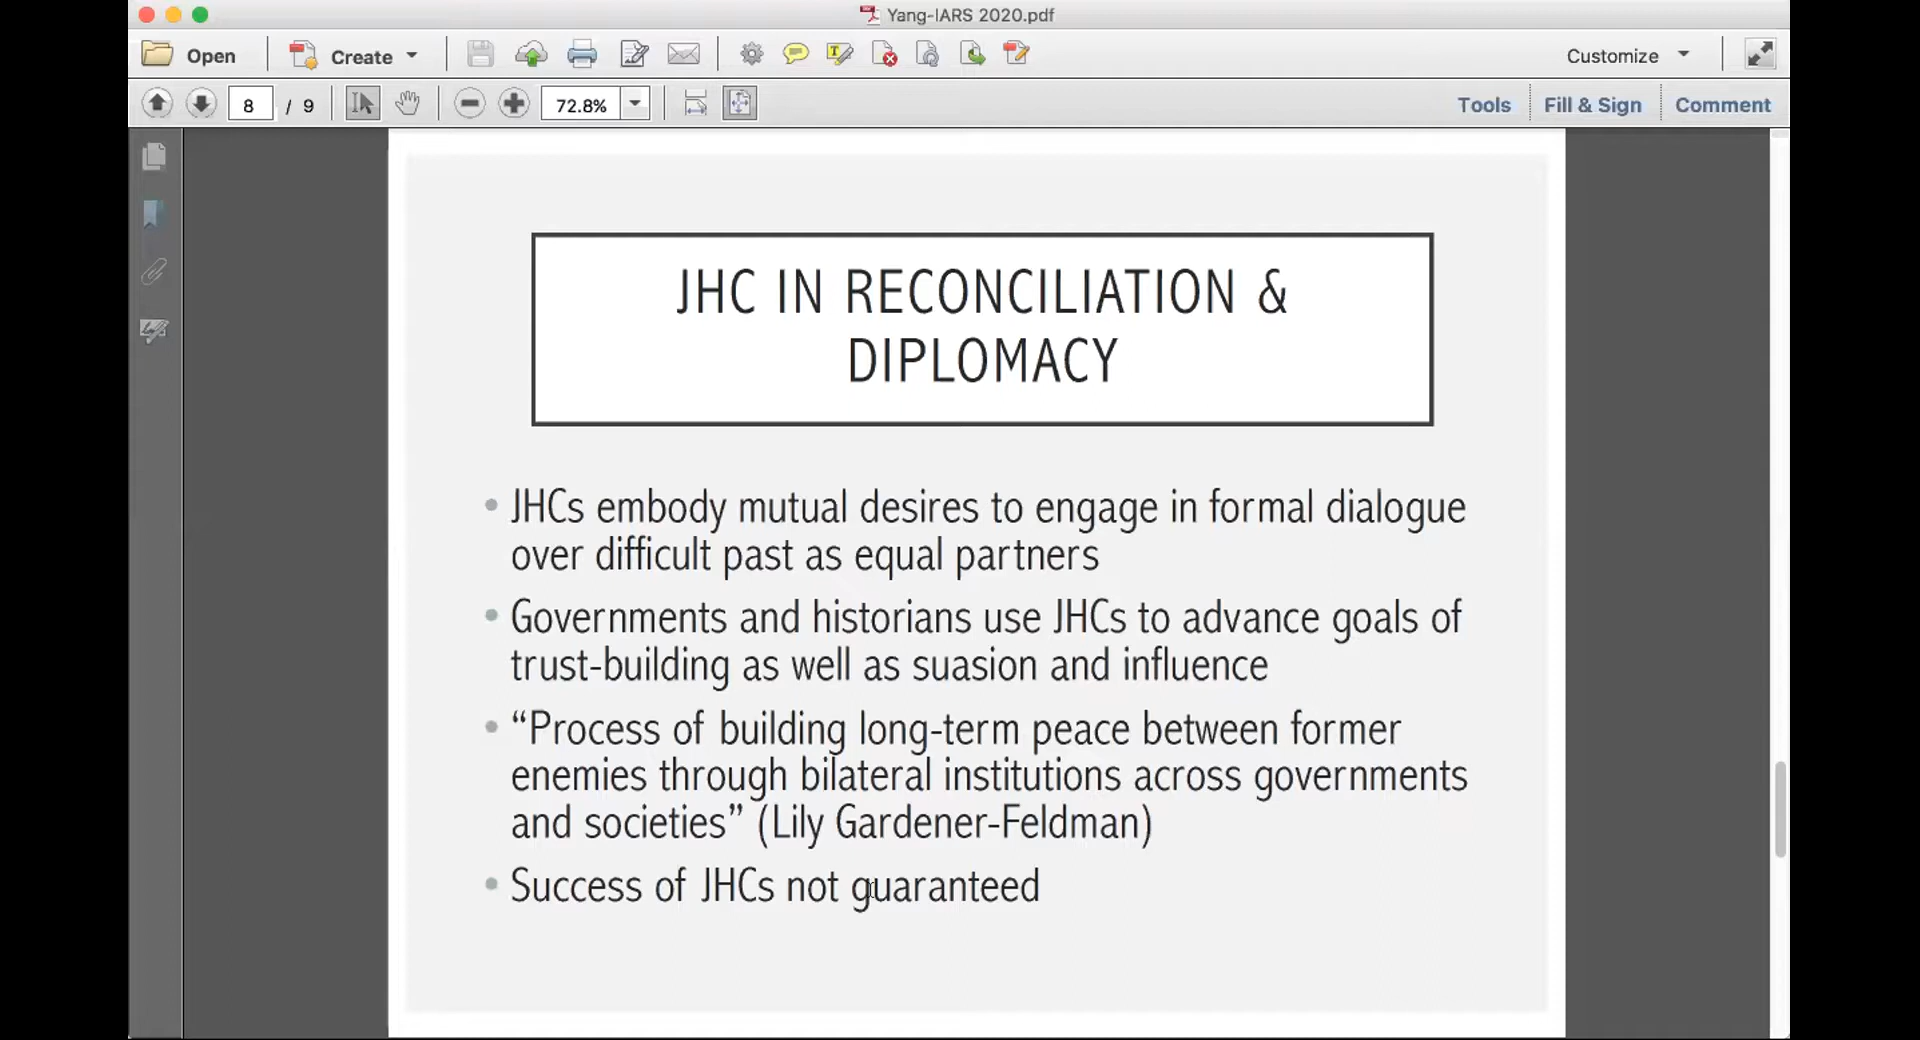 Yang-IARS 2020.pdf
Open
Create
Customize
8 / 9
72.8%
Tools
Fill & Sign
Comment
JHC IN RECONCILIATION &
DIPLOMACY
• JHCs embody mutual desires to engage in formal dialogue
over difficult past as equal partners
• Governments and historians use JHCs to advance goals of
trust-building as well as suasion and influence
• “Process of building long-term peace between former
enemies through bilateral institutions across governments
and societies” (Lily Gardener-Feldman)
• Success of JHCs not guaranteed